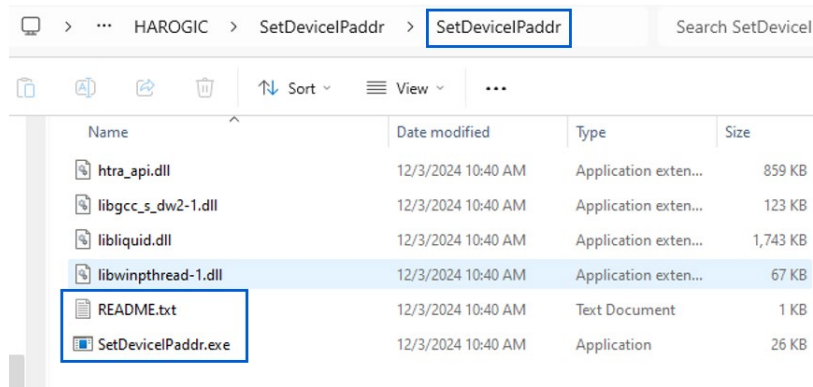 ··· HAROGIC > SetDeviceIPaddr > SetDeviceIPaddr Search SetDeviceI
Sort View ···
Name Date modified Type Size
htra_api.dll 12/3/2024 10:40 AM Application exten... 859 KB
libgcc_s_dw2-1.dll 12/3/2024 10:40 AM Application exten... 123 KB
libliquid.dll 12/3/2024 10:40 AM Application exten... 1,743 KB
libwinpthread-1.dll 12/3/2024 10:40 AM Application exten... 67 KB
README.txt 12/3/2024 10:40 AM Text Document 1 KB
SetDeviceIPaddr.exe 12/3/2024 10:40 AM Application 26 KB